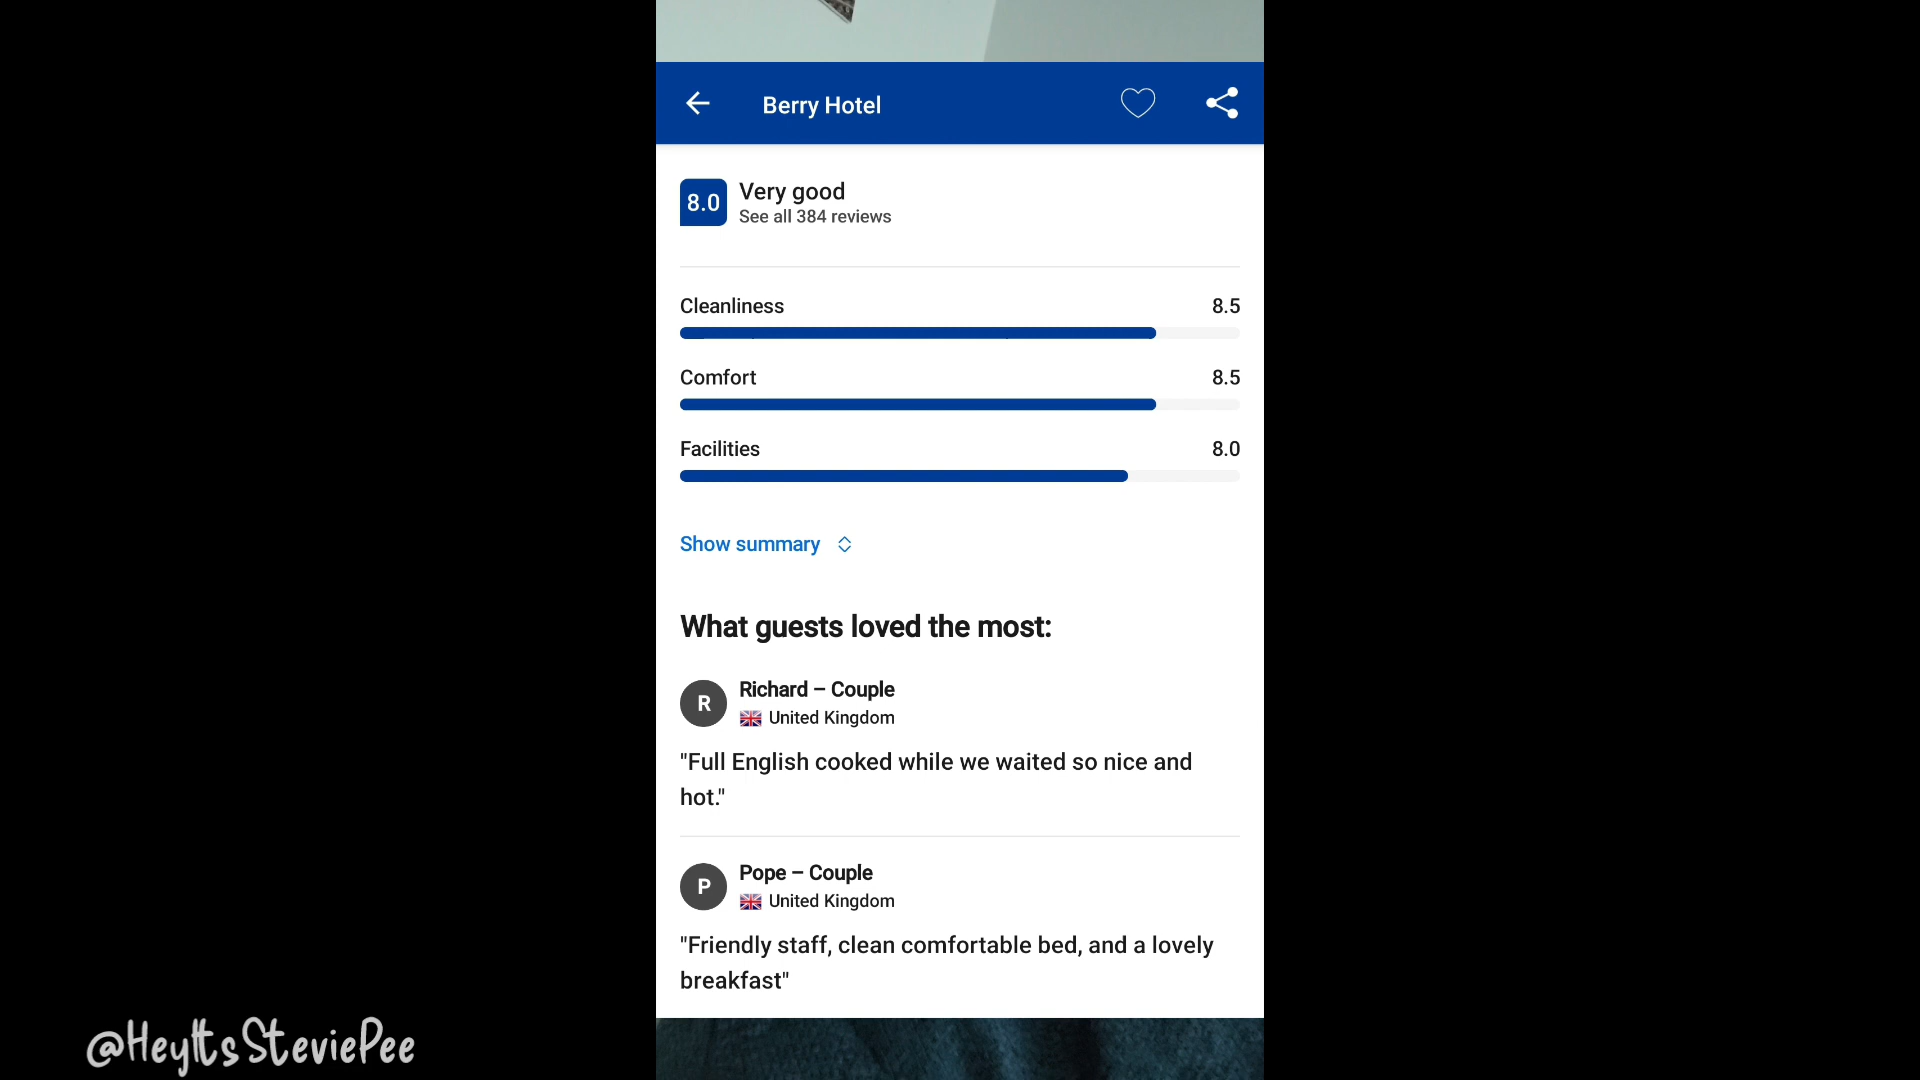 Berry Hotel
8.0
Very good
See all 384 reviews
Cleanliness
8.5
Comfort
8.5
Facilities
8.0
Show summary
What guests loved the most:
R
Richard – Couple
United Kingdom
"Full English cooked while we waited so nice and
hot."
P
Pope – Couple
United Kingdom
"Friendly staff, clean comfortable bed, and a lovely
breakfast"
@HeyItsSteviePee